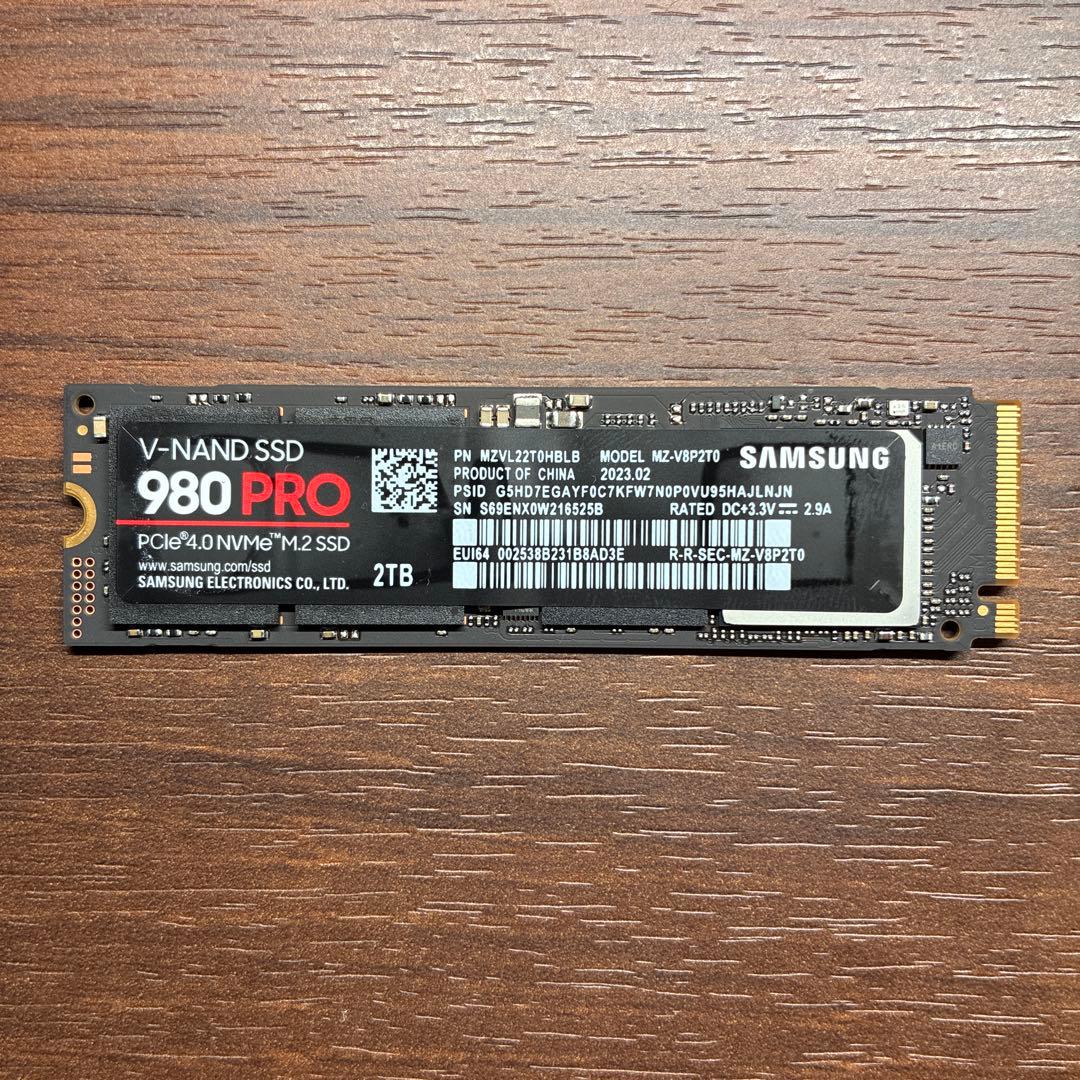 V-NAND SSD
980 PRO
PCIe®4.0 NVMe™M.2 SSD
www.samsung.com/ssd
SAMSUNG ELECTRONICS CO., LTD.
2TB
PN MZVL22T0HBLB MODEL MZ-V8P2T0
PRODUCT OF CHINA 2023.02
PSID G5HD7EGAYF0C7KFW7N0P0VU95HAJLNJN
SN S69ENX0W216525B RATED DC+3.3V⎓ 2.9A
EUI64 002538B231B8AD3E R-R-SEC-MZ-V8P2T0
SAMSUNG